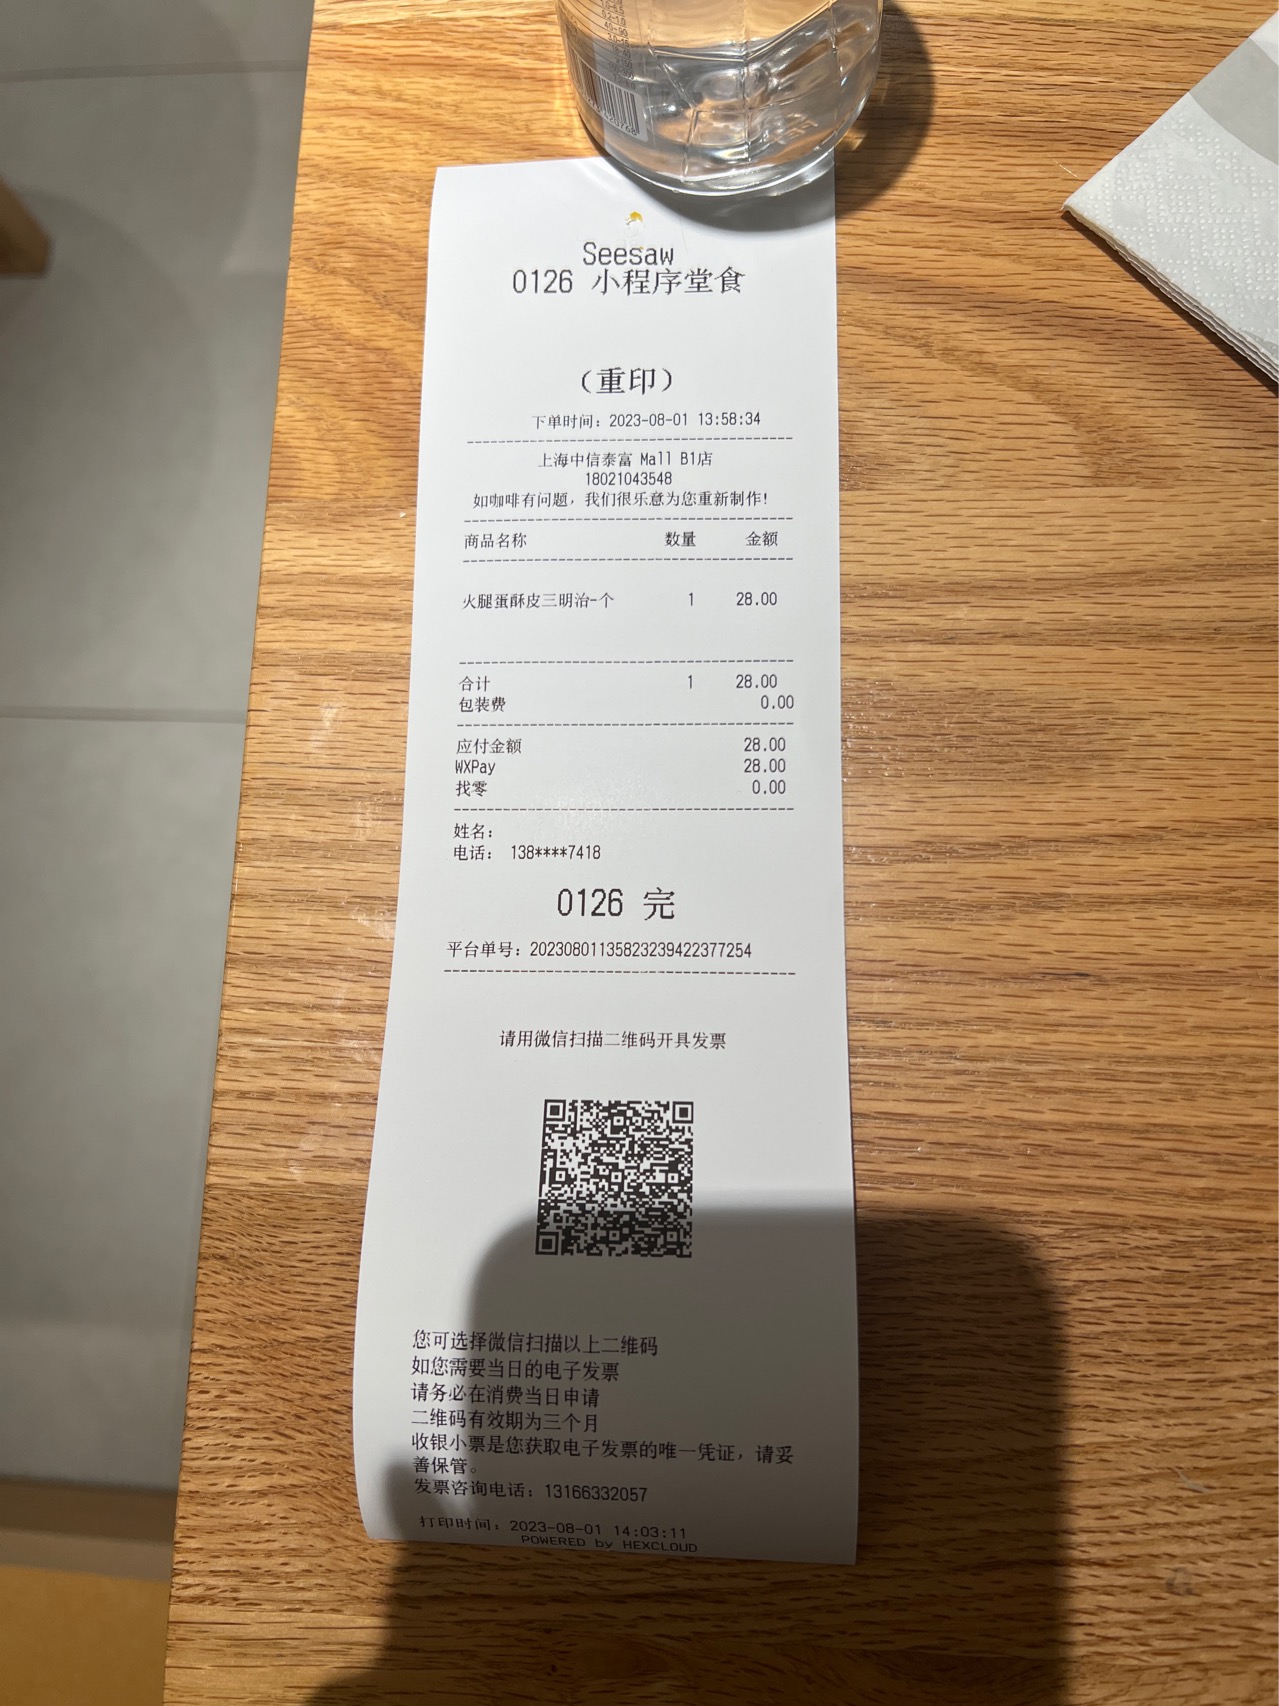 Seesaw
0126 小程序堂食
（重印）
下单时间：2023-08-01 13:58:34
上海中信泰富 Mall B1店
18021043548
如咖啡有问题，我们很乐意为您重新制作!
商品名称 数量 金额
火腿蛋酥皮三明治-个 1 28.00
合计 1 28.00
包装费 0.00
应付金额 28.00
WXPay 28.00
找零 0.00
姓名：
电话： 138****7418
0126 完
平台单号：20230801135823239422377254
请用微信扫描二维码开具发票
您可选择微信扫描以上二维码
如您需要当日的电子发票
请务必在消费当日申请
二维码有效期为三个月
收银小票是您获取电子发票的唯一凭证，请妥
善保管。
发票咨询电话：13166332057
打印时间：2023-08-01 14:03:11
POWERED by HEXCLOUD